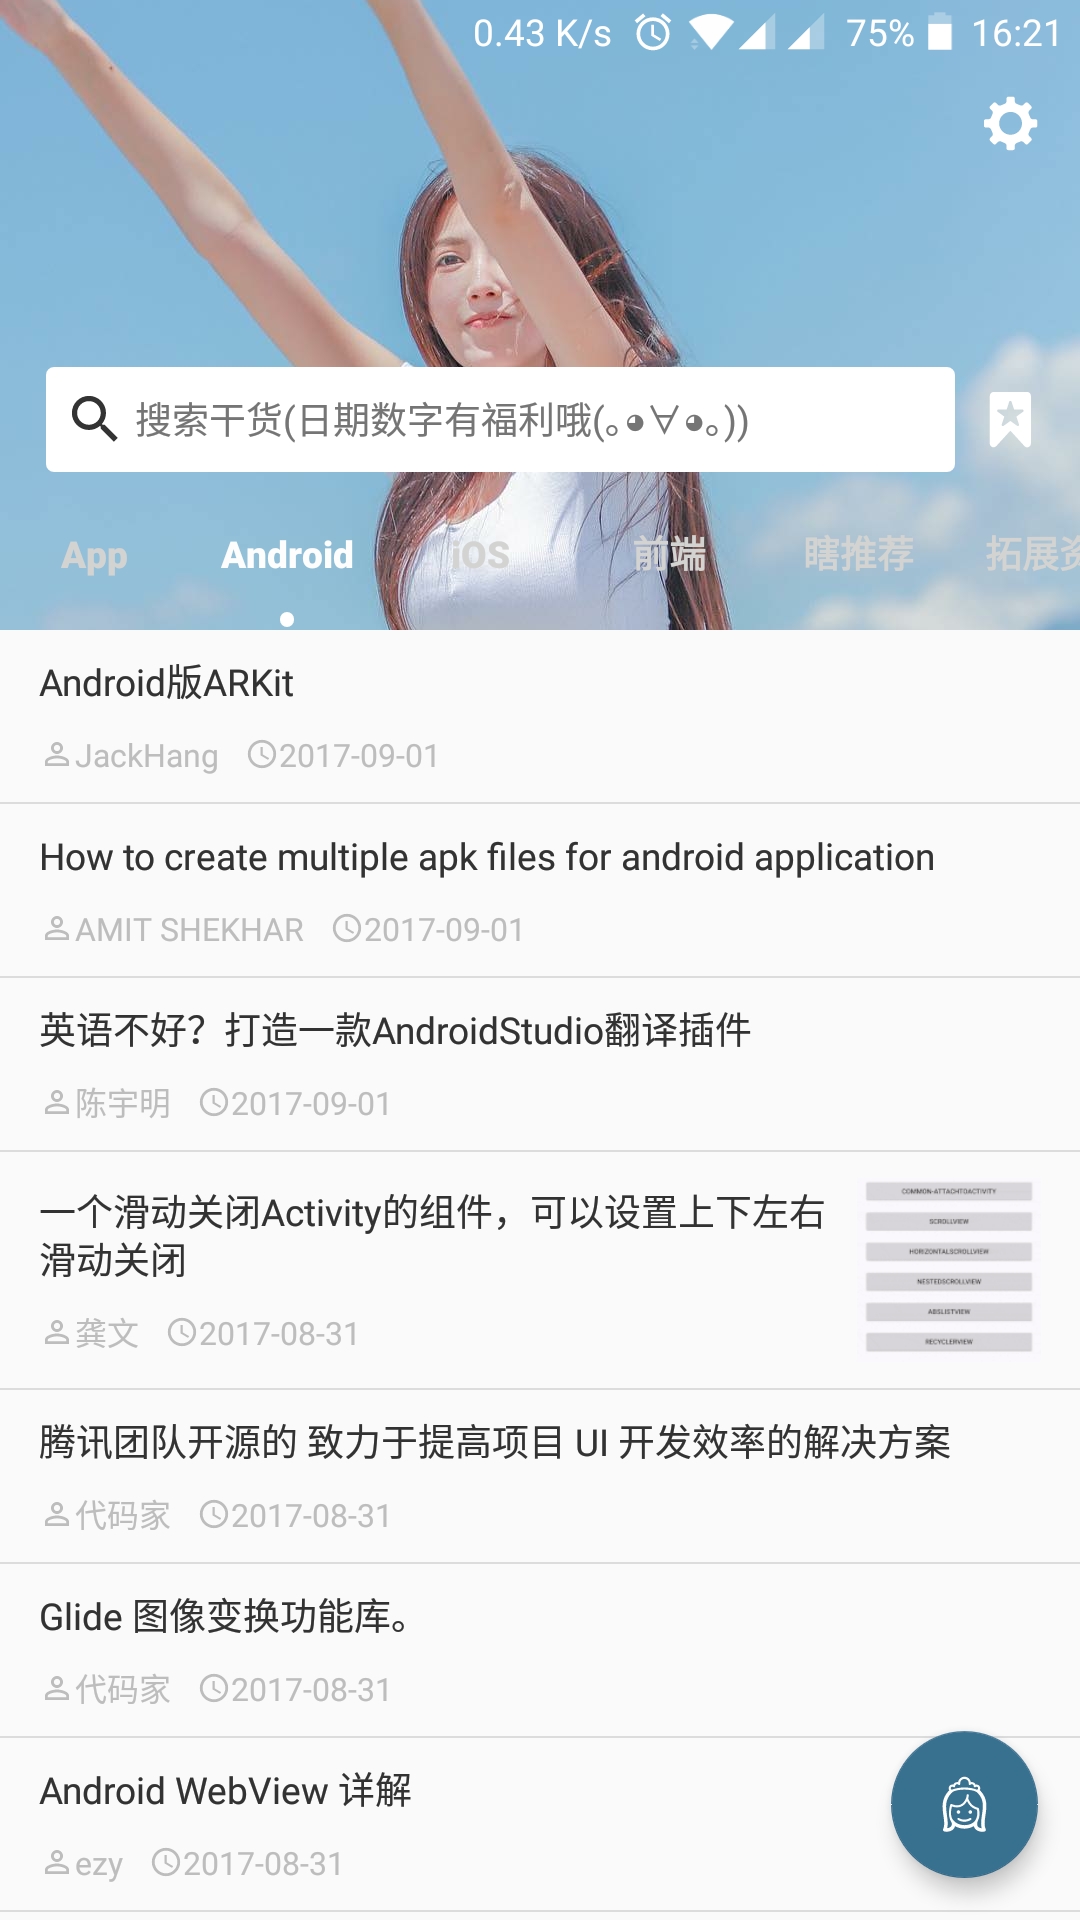 0.43 K/s 75% 16:21
搜索干货(日期数字有福利哦(｡◕∀◕｡))
App Android iOS 前端 瞎推荐 拓展资
Android版ARKit
JackHang 2017-09-01
How to create multiple apk files for android application
AMIT SHEKHAR 2017-09-01
英语不好？打造一款AndroidStudio翻译插件
陈宇明 2017-09-01
一个滑动关闭Activity的组件，可以设置上下左右
滑动关闭
龚文 2017-08-31
COMMON-ATTACHTOACTIVITY
SCROLLVIEW
HORIZONTALSCROLLVIEW
NESTEDSCROLLVIEW
ABSLISTVIEW
RECYCLERVIEW
腾讯团队开源的 致力于提高项目 UI 开发效率的解决方案
代码家 2017-08-31
Glide 图像变换功能库。
代码家 2017-08-31
Android WebView 详解
ezy 2017-08-31